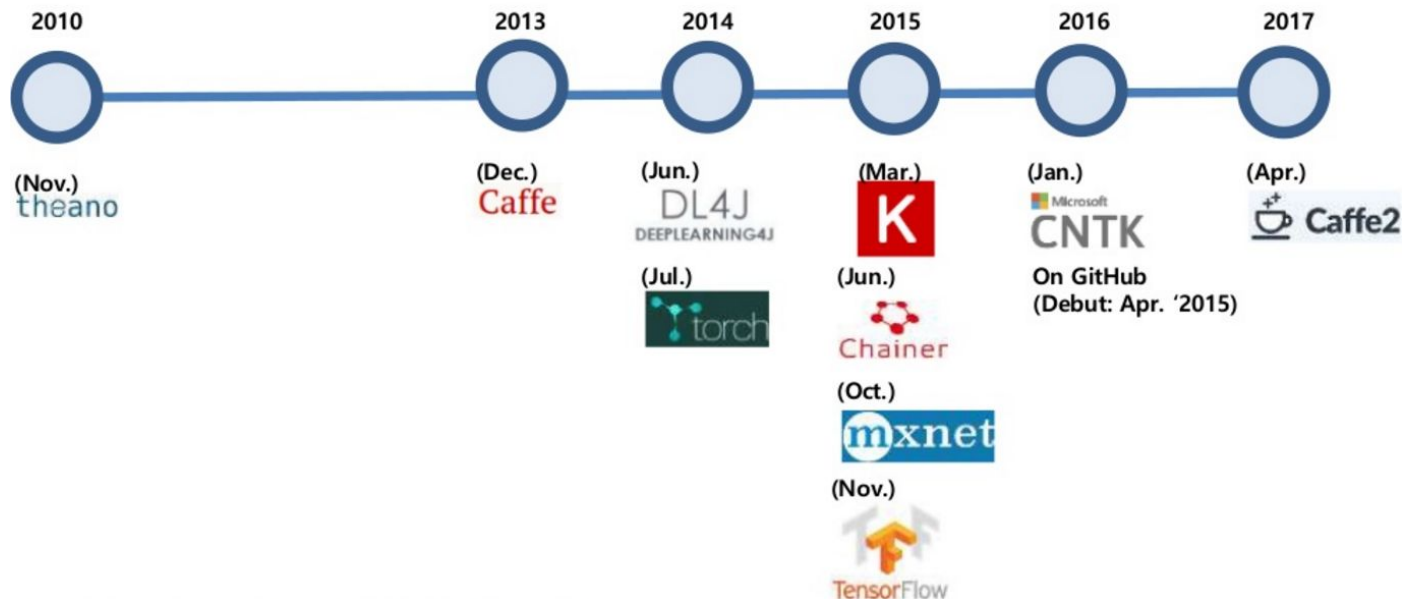 2010
2013
2014
2015
2016
2017
(Nov.)
theano
(Dec.)
Caffe
(Jun.)
DL4J
DEEPLEARNING4J
(Jul.)
torch
(Mar.)
K
(Jun.)
Chainer
(Oct.)
mxnet
(Nov.)
TF
TensorFlow
(Jan.)
Microsoft
CNTK
On GitHub
(Debut: Apr. ‘2015)
(Apr.)
Caffe2